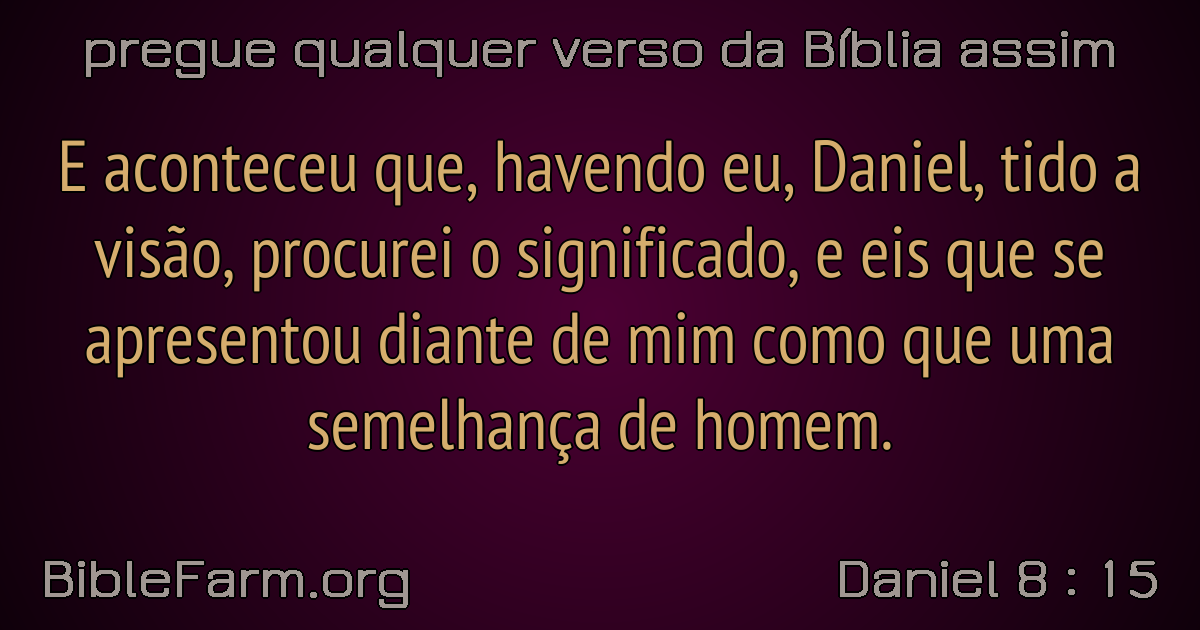 pregue qualquer verso da Bíblia assim
E aconteceu que, havendo eu, Daniel, tido a
visão, procurei o significado, e eis que se
apresentou diante de mim como que uma
semelhança de homem.
BibleFarm.org
Daniel 8 : 15